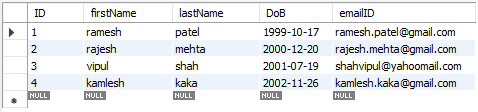 ID firstName lastName DoB emailID
1 ramesh patel 1999-10-17 ramesh.patel@gmail.com
2 rajesh mehta 2000-12-20 rajesh.mehta@gmail.com
3 vipul shah 2001-07-19 shahvipul@yahoomail.com
4 kamlesh kaka 2002-11-26 kamlesh.kaka@gmail.com
NULL NULL NULL NULL NULL